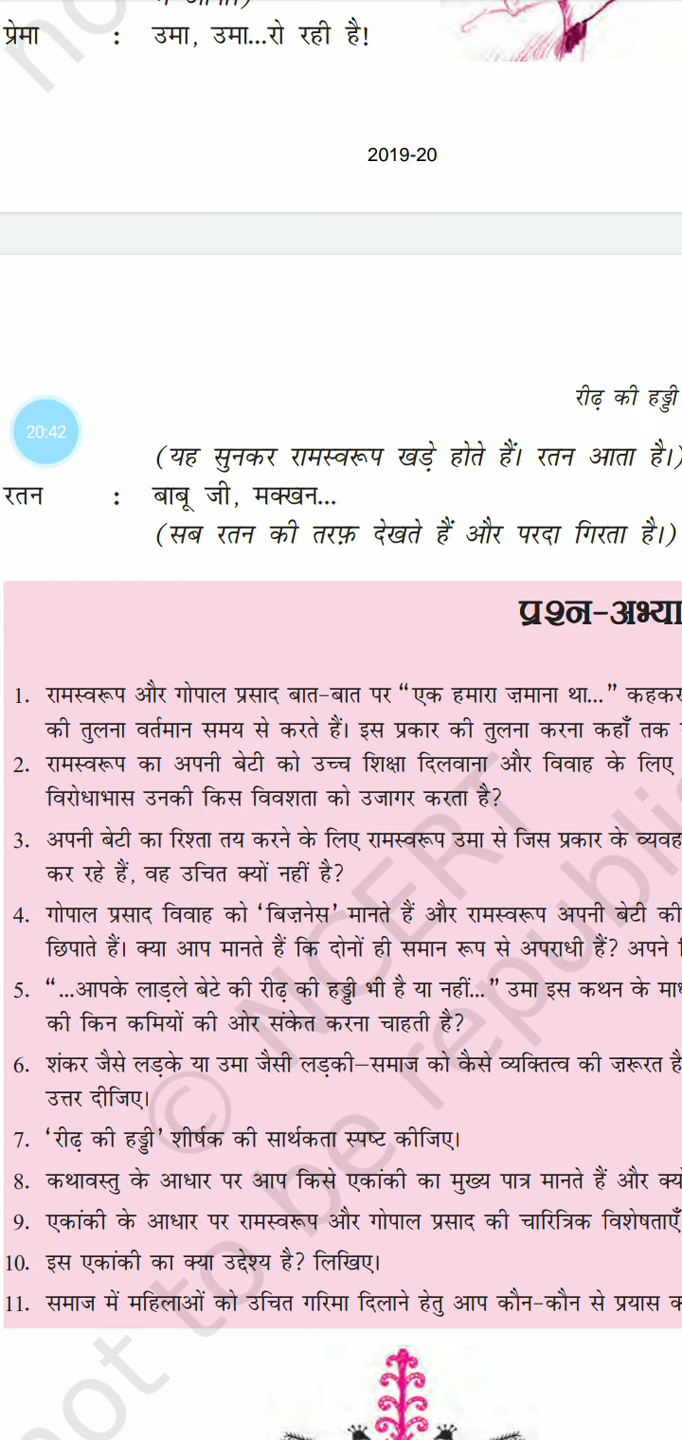 प्रेमा : उमा, उमा...रो रही है!
2019-20
रीढ़ की हड्डी
20:42
(यह सुनकर रामस्वरूप खड़े होते हैं। रतन आता है।)
रतन : बाबू जी, मक्खन...
(सब रतन की तरफ़ देखते हैं और परदा गिरता है।)
प्रश्न-अभ्या
1. रामस्वरूप और गोपाल प्रसाद बात-बात पर “एक हमारा ज़माना था...” कहकर
की तुलना वर्तमान समय से करते हैं। इस प्रकार की तुलना करना कहाँ तक
2. रामस्वरूप का अपनी बेटी को उच्च शिक्षा दिलवाना और विवाह के लिए
विरोधाभास उनकी किस विवशता को उजागर करता है?
3. अपनी बेटी का रिश्ता तय करने के लिए रामस्वरूप उमा से जिस प्रकार के व्यवह
कर रहे हैं, वह उचित क्यों नहीं है?
4. गोपाल प्रसाद विवाह को ‘बिज़नेस’ मानते हैं और रामस्वरूप अपनी बेटी की
छिपाते हैं। क्या आप मानते हैं कि दोनों ही समान रूप से अपराधी हैं? अपने
5. “...आपके लाड़ले बेटे की रीढ़ की हड्डी भी है या नहीं...” उमा इस कथन के माध
की किन कमियों की ओर संकेत करना चाहती है?
6. शंकर जैसे लड़के या उमा जैसी लड़की–समाज को कैसे व्यक्तित्व की ज़रूरत है
उत्तर दीजिए।
7. ‘रीढ़ की हड्डी’ शीर्षक की सार्थकता स्पष्ट कीजिए।
8. कथावस्तु के आधार पर आप किसे एकांकी का मुख्य पात्र मानते हैं और क्यो
9. एकांकी के आधार पर रामस्वरूप और गोपाल प्रसाद की चारित्रिक विशेषताएँ
10. इस एकांकी का क्या उद्देश्य है? लिखिए।
11. समाज में महिलाओं को उचित गरिमा दिलाने हेतु आप कौन-कौन से प्रयास क
© NCERT
not to be republis